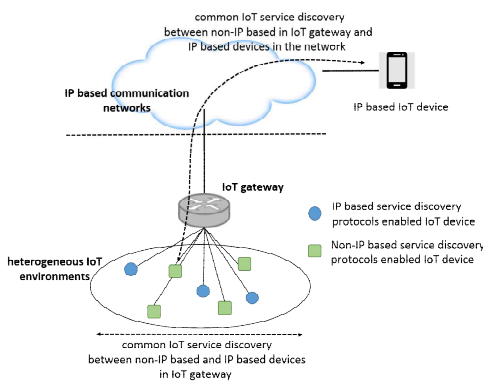 common IoT service discovery
between non-IP based in IoT gateway and
IP based devices in the network
IP based communication
networks
IP based IoT device
IoT gateway
IP based service discovery
protocols enabled IoT device
Non-IP based service discovery
protocols enabled IoT device
heterogeneous IoT
environments
common IoT service discovery
between non-IP based and IP based devices
in IoT gateway